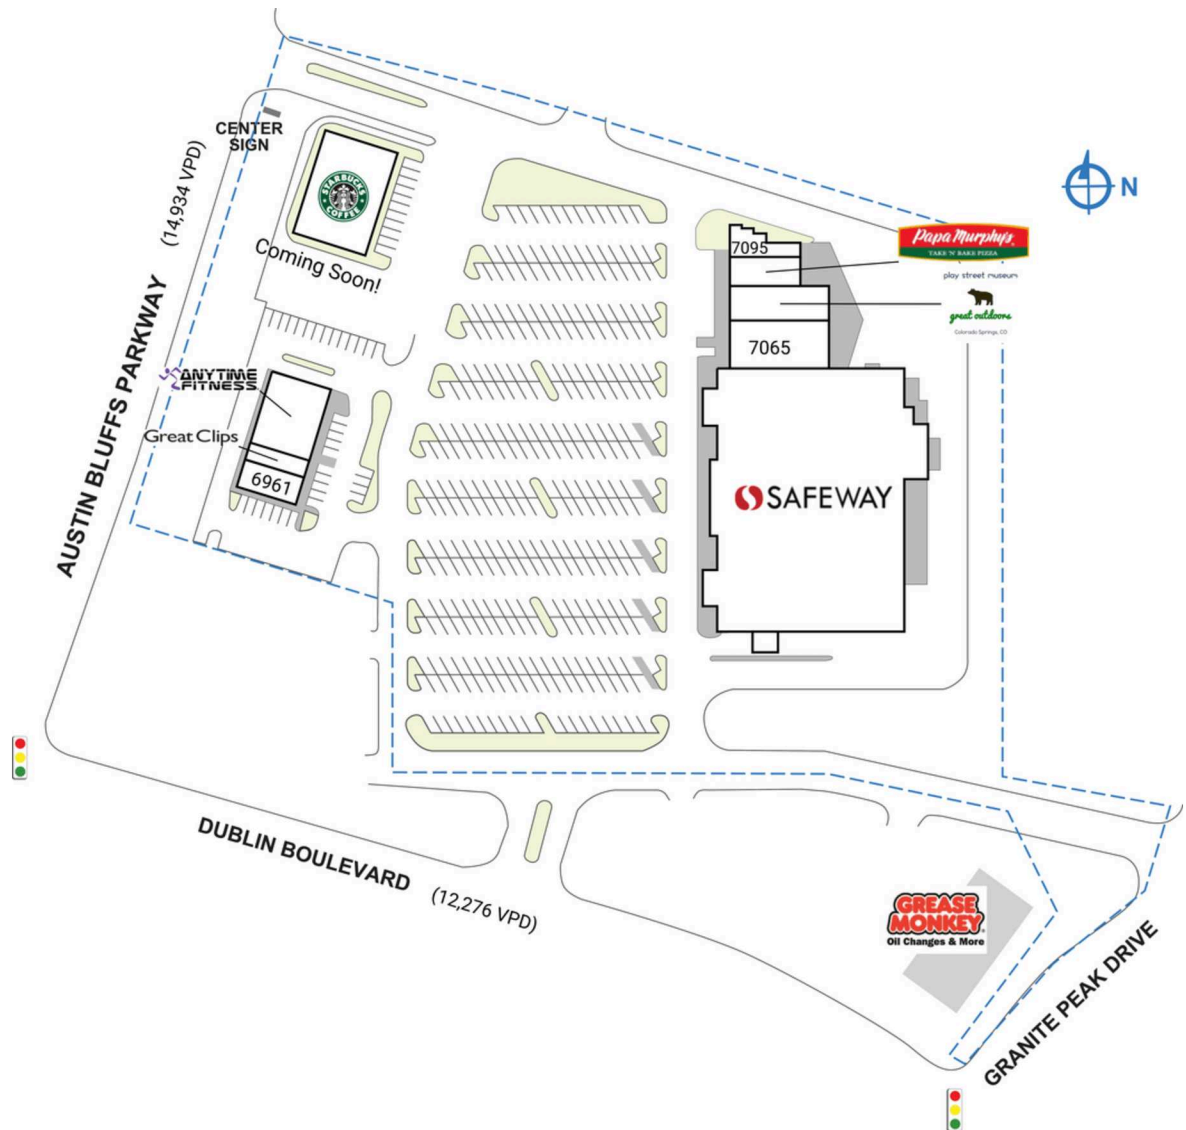 CENTER
SIGN
(14,934 VPD)
STARBUCKS
COFFEE
Coming Soon!
N
7095
Papa Murphy's
TAKE 'N' BAKE PIZZA
play street museum
great outdoors
Colorado Springs, CO
7065
AUSTIN BLUFFS PARKWAY
ANYTIME
FITNESS
Great Clips
6961
SAFEWAY
DUBLIN BOULEVARD
(12,276 VPD)
GREASE
MONKEY
Oil Changes & More
GRANITE PEAK DRIVE